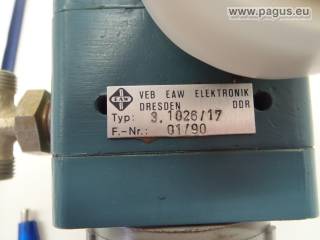 www.pagus.eu
VEB EAW ELEKTRONIK
EAW
DRESDEN DDR
Typ: 3.1026/17
F.-Nr.: 01/90